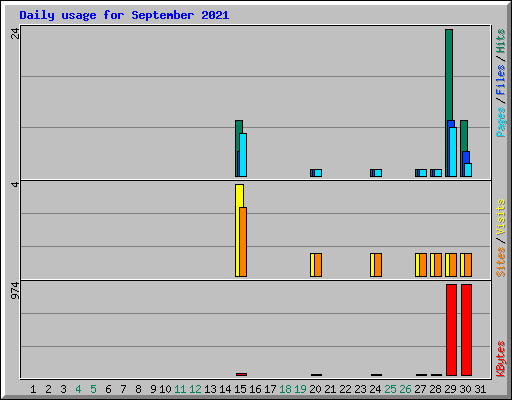 Daily usage for September 2021
24
Pages / Files / Hits
4
Sites / Visits
974
KBytes
1 2 3 4 5 6 7 8 9 10 11 12 13 14 15 16 17 18 19 20 21 22 23 24 25 26 27 28 29 30 31